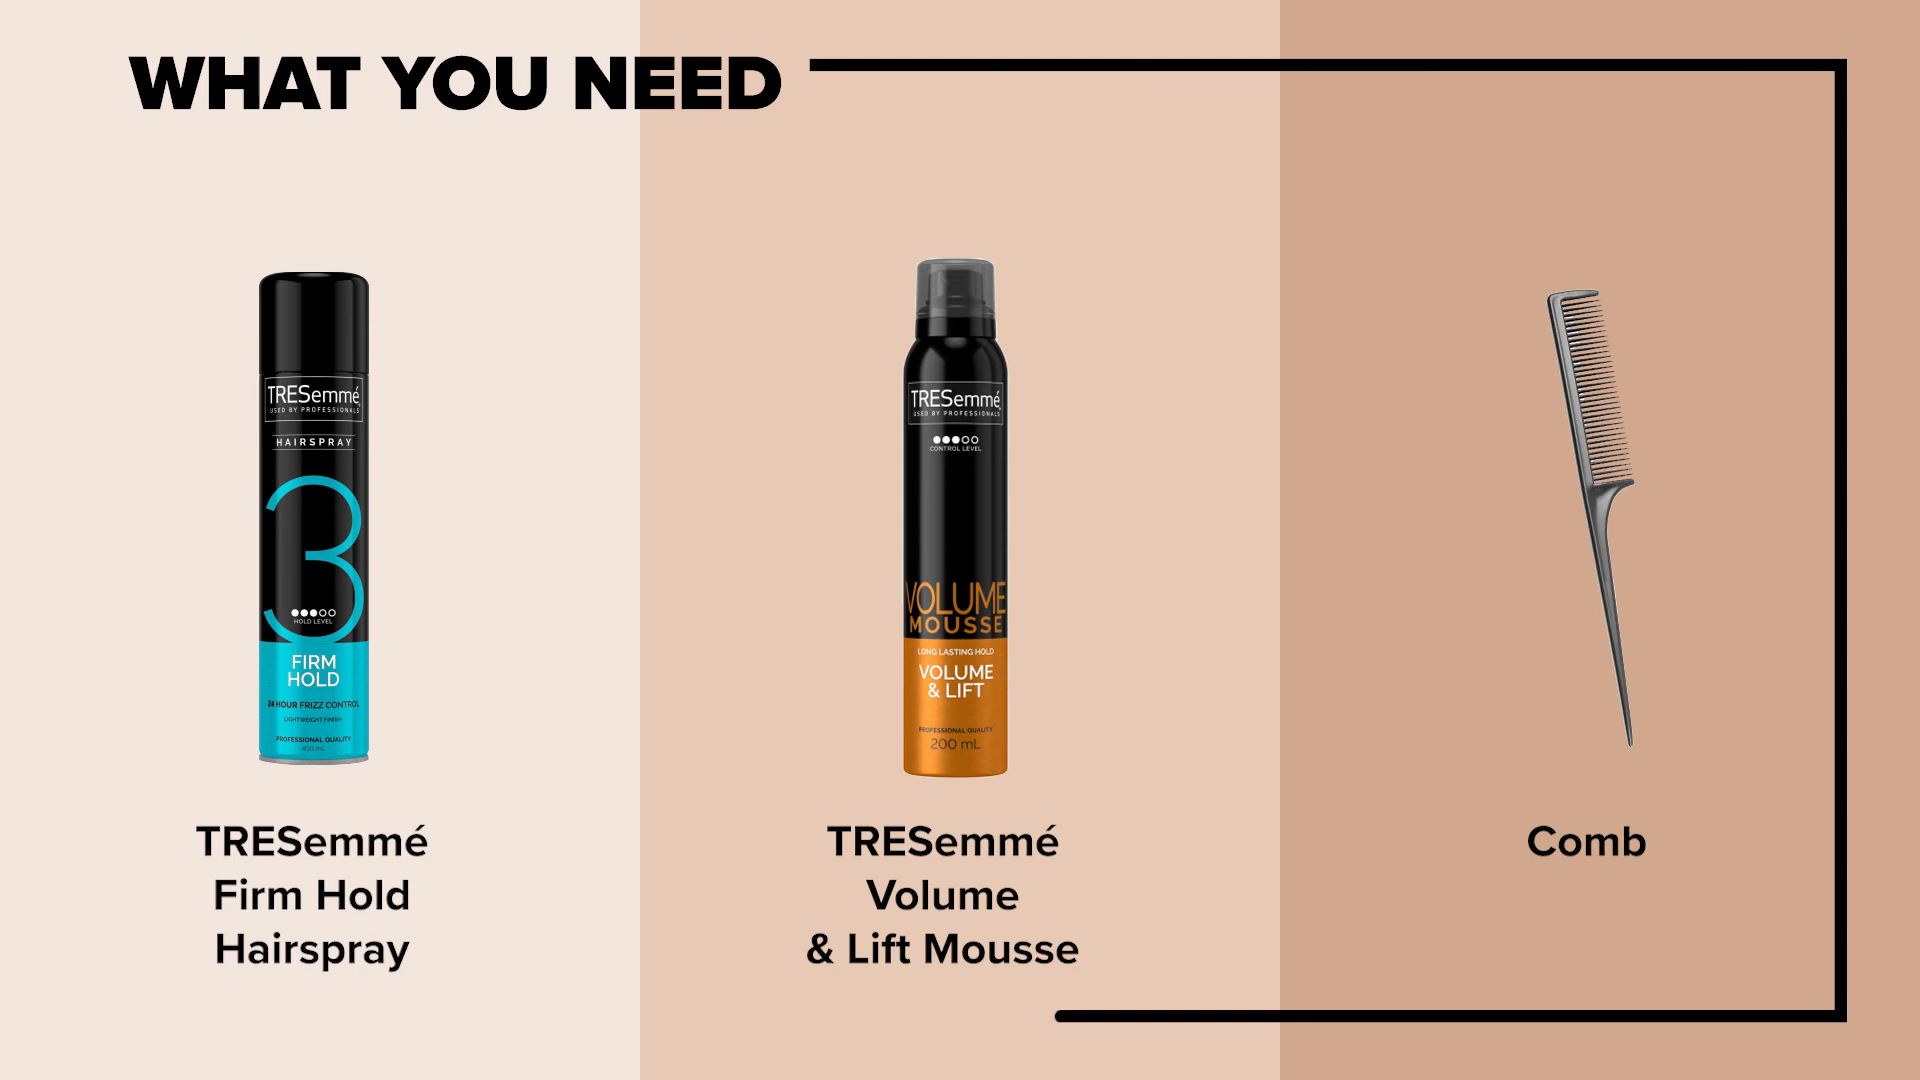 WHAT YOU NEED
TRESemmé
USED BY PROFESSIONALS
HAIRSPRAY
3
HOLD LEVEL
FIRM
HOLD
24 HOUR FRIZZ CONTROL
LIGHTWEIGHT FINISH
PROFESSIONAL QUALITY
400 mL
TRESemmé
Firm Hold
Hairspray
TRESemmé
USED BY PROFESSIONALS
CONTROL LEVEL
VOLUME
MOUSSE
LONG LASTING HOLD
VOLUME
& LIFT
PROFESSIONAL QUALITY
200 mL
TRESemmé
Volume
& Lift Mousse
Comb